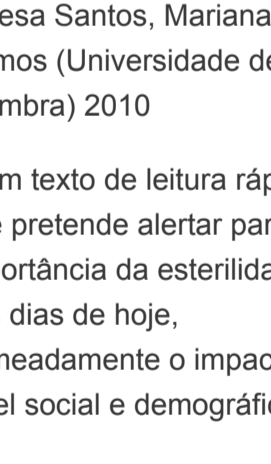 esa Santos, Mariana
mos (Universidade de
mbra) 2010
m texto de leitura ráp
e pretende alertar par
ortância da esterilida
dias de hoje,
neadamente o impac
el social e demográfic